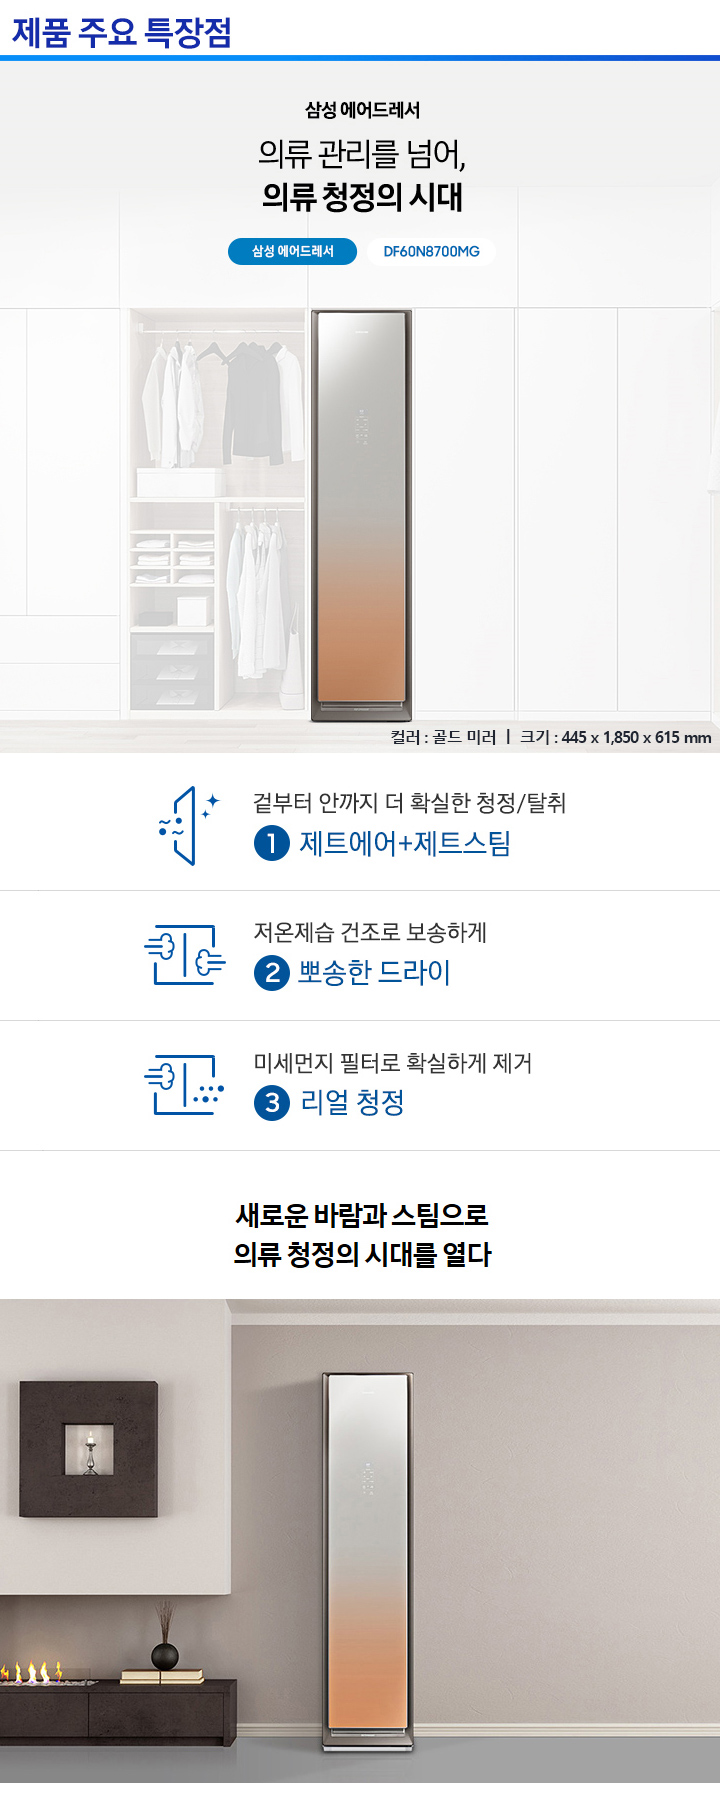 제품 주요 특장점
삼성 에어드레서
의류 관리를 넘어,
의류 청정의 시대
삼성 에어드레서 DF60N8700MG
컬러 : 골드 미러 | 크기 : 445 x 1,850 x 615 mm
겉부터 안까지 더 확실한 청정/탈취
1 제트에어+제트스팀
저온제습 건조로 보송하게
2 뽀송한 드라이
미세먼지 필터로 확실하게 제거
3 리얼 청정
새로운 바람과 스팀으로
의류 청정의 시대를 열다